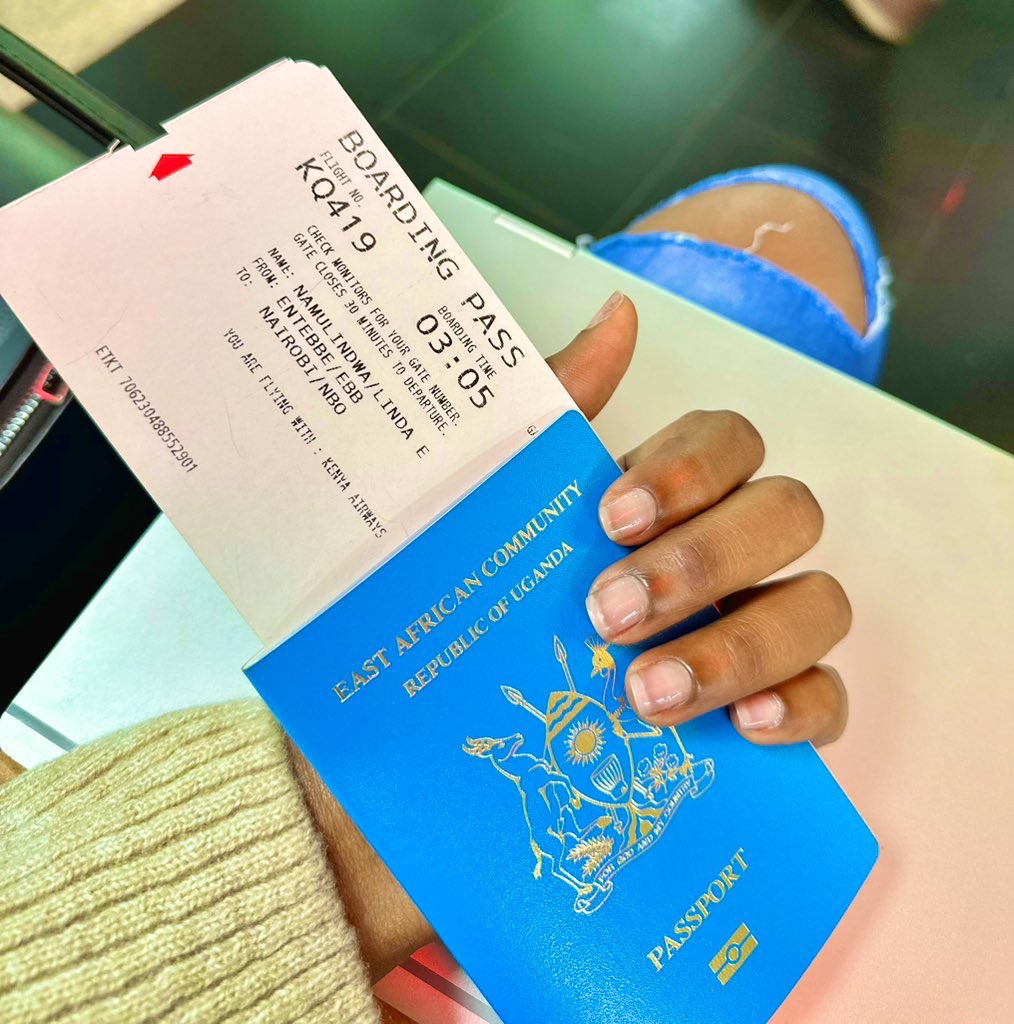 BOARDING PASS
FLIGHT NO.
BOARDING TIME
KQ419
03:05
CHECK MONITORS FOR YOUR GATE NUMBER.
GATE CLOSES 30 MINUTES TO DEPARTURE.
NAME: NAMULINDWA/LINDA E
FROM: ENTEBBE/EBB
TO: NAIROBI/NBO
YOU ARE FLYING WITH : KENYA AIRWAYS
ETKT 706230488552901
EAST AFRICAN COMMUNITY
REPUBLIC OF UGANDA
FOR GOD AND MY COUNTRY
PASSPORT